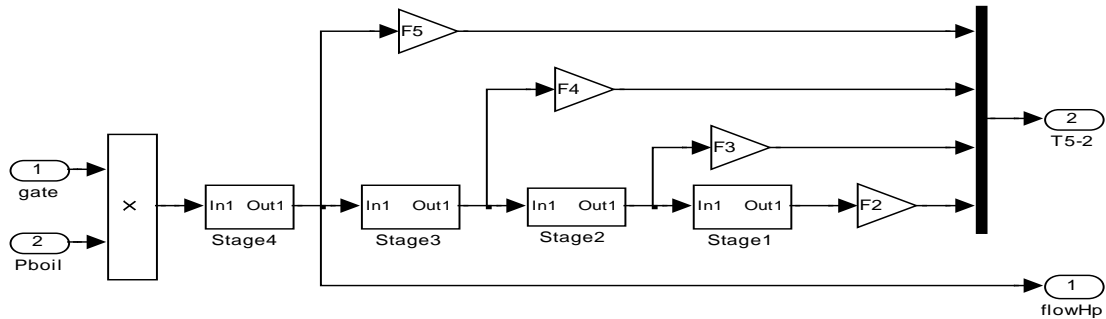 F5
F4
2
T5-2
F3
1
gate
X
In1 Out1
Stage4
In1 Out1
Stage3
In1 Out1
Stage2
In1 Out1
Stage1
F2
2
Pboil
1
flowHp